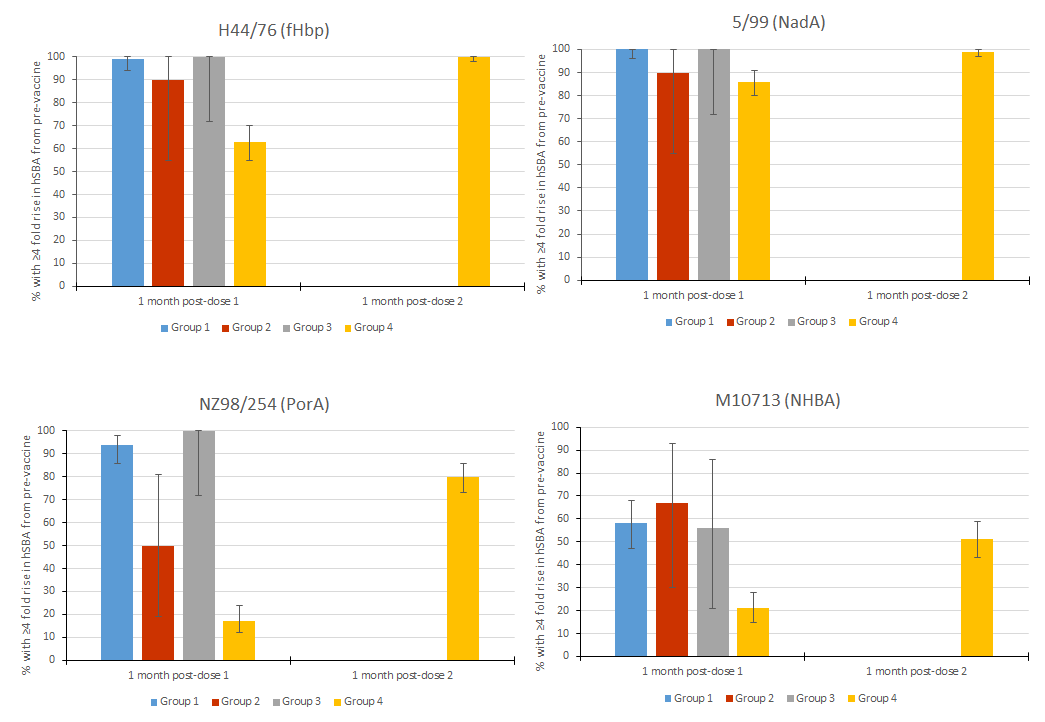 H44/76 (fHbp)
% with ≥4 fold rise in hSBA from pre-vaccine
100
90
80
70
60
50
40
30
20
10
0
1 month post-dose 1 1 month post-dose 2
Group 1 Group 2 Group 3 Group 4
5/99 (NadA)
% with ≥4 fold rise in hSBA from pre-vaccine
100
90
80
70
60
50
40
30
20
10
0
1 month post-dose 1 1 month post-dose 2
Group 1 Group 2 Group 3 Group 4
NZ98/254 (PorA)
% with ≥4 fold rise in hSBA from pre-vaccine
100
90
80
70
60
50
40
30
20
10
0
1 month post-dose 1 1 month post-dose 2
Group 1 Group 2 Group 3 Group 4
M10713 (NHBA)
% with ≥4 fold rise in hSBA from pre-vaccine
100
90
80
70
60
50
40
30
20
10
0
1 month post-dose 1 1 month post-dose 2
Group 1 Group 2 Group 3 Group 4